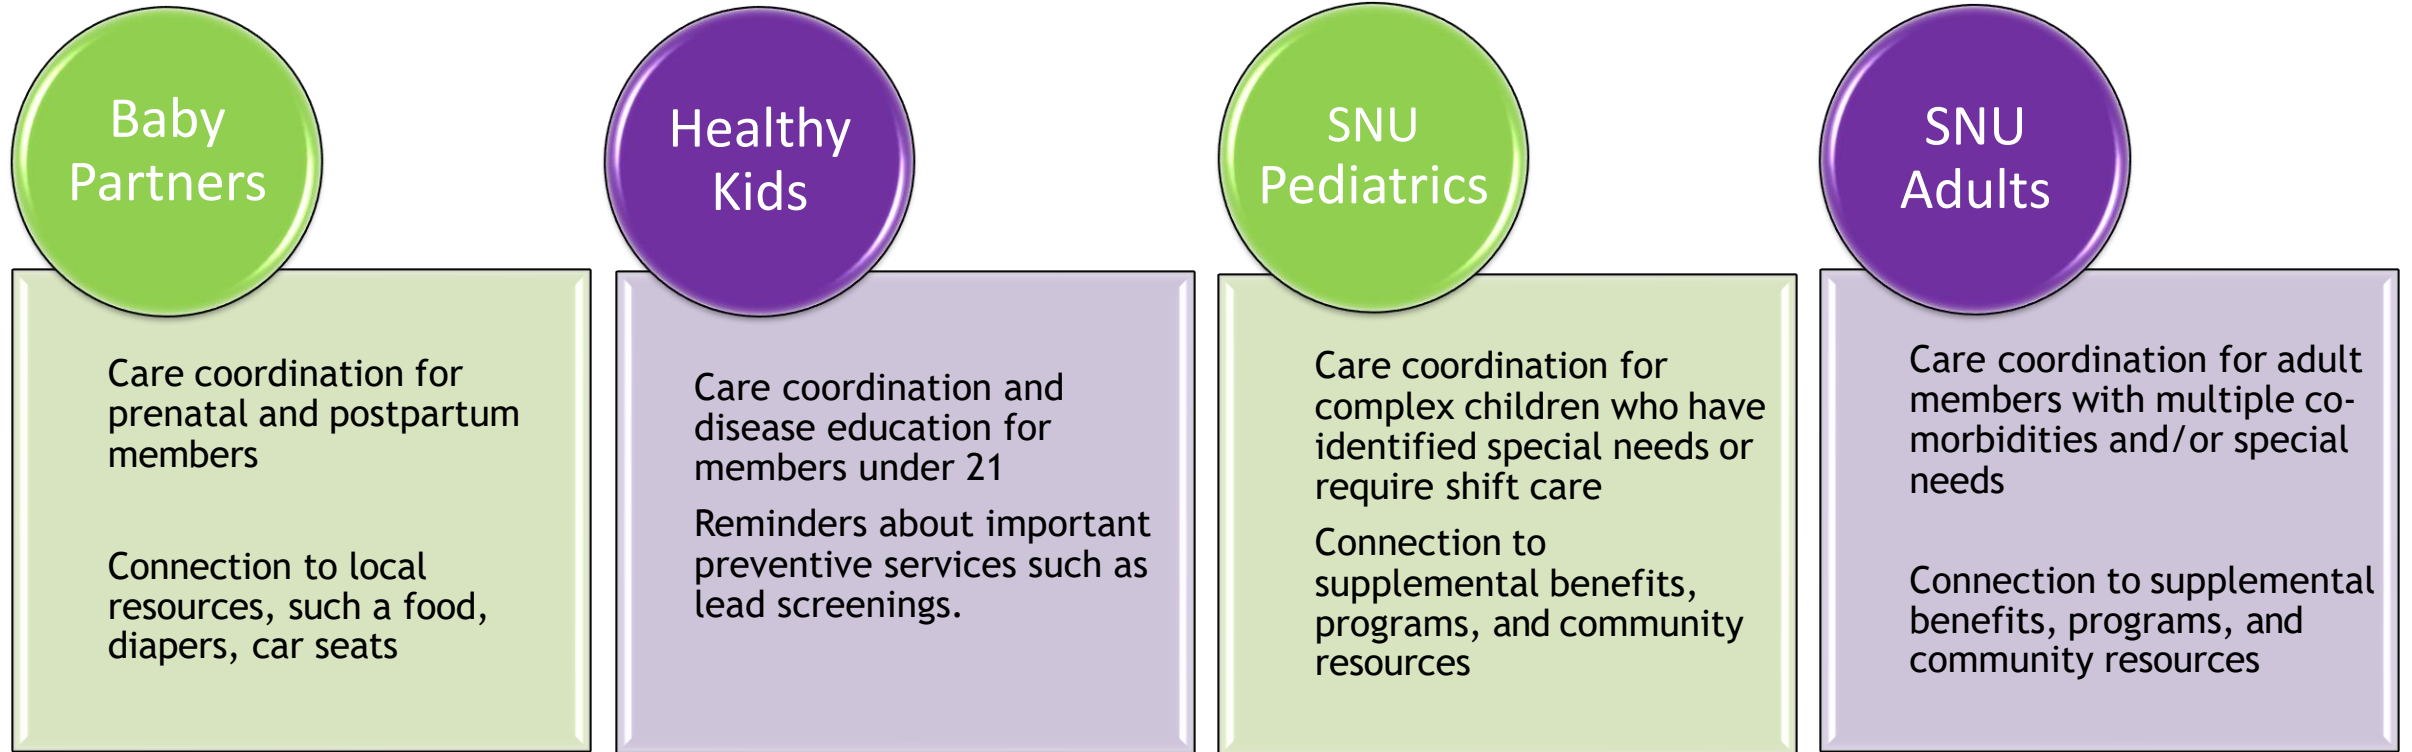 Baby
Partners
Care coordination for
prenatal and postpartum
members
Connection to local
resources, such a food,
diapers, car seats
Healthy
Kids
Care coordination and
disease education for
members under 21
Reminders about important
preventive services such as
lead screenings.
SNU
Pediatrics
Care coordination for
complex children who have
identified special needs or
require shift care
Connection to
supplemental benefits,
programs, and community
resources
SNU
Adults
Care coordination for adult
members with multiple co-
morbidities and/or special
needs
Connection to supplemental
benefits, programs, and
community resources